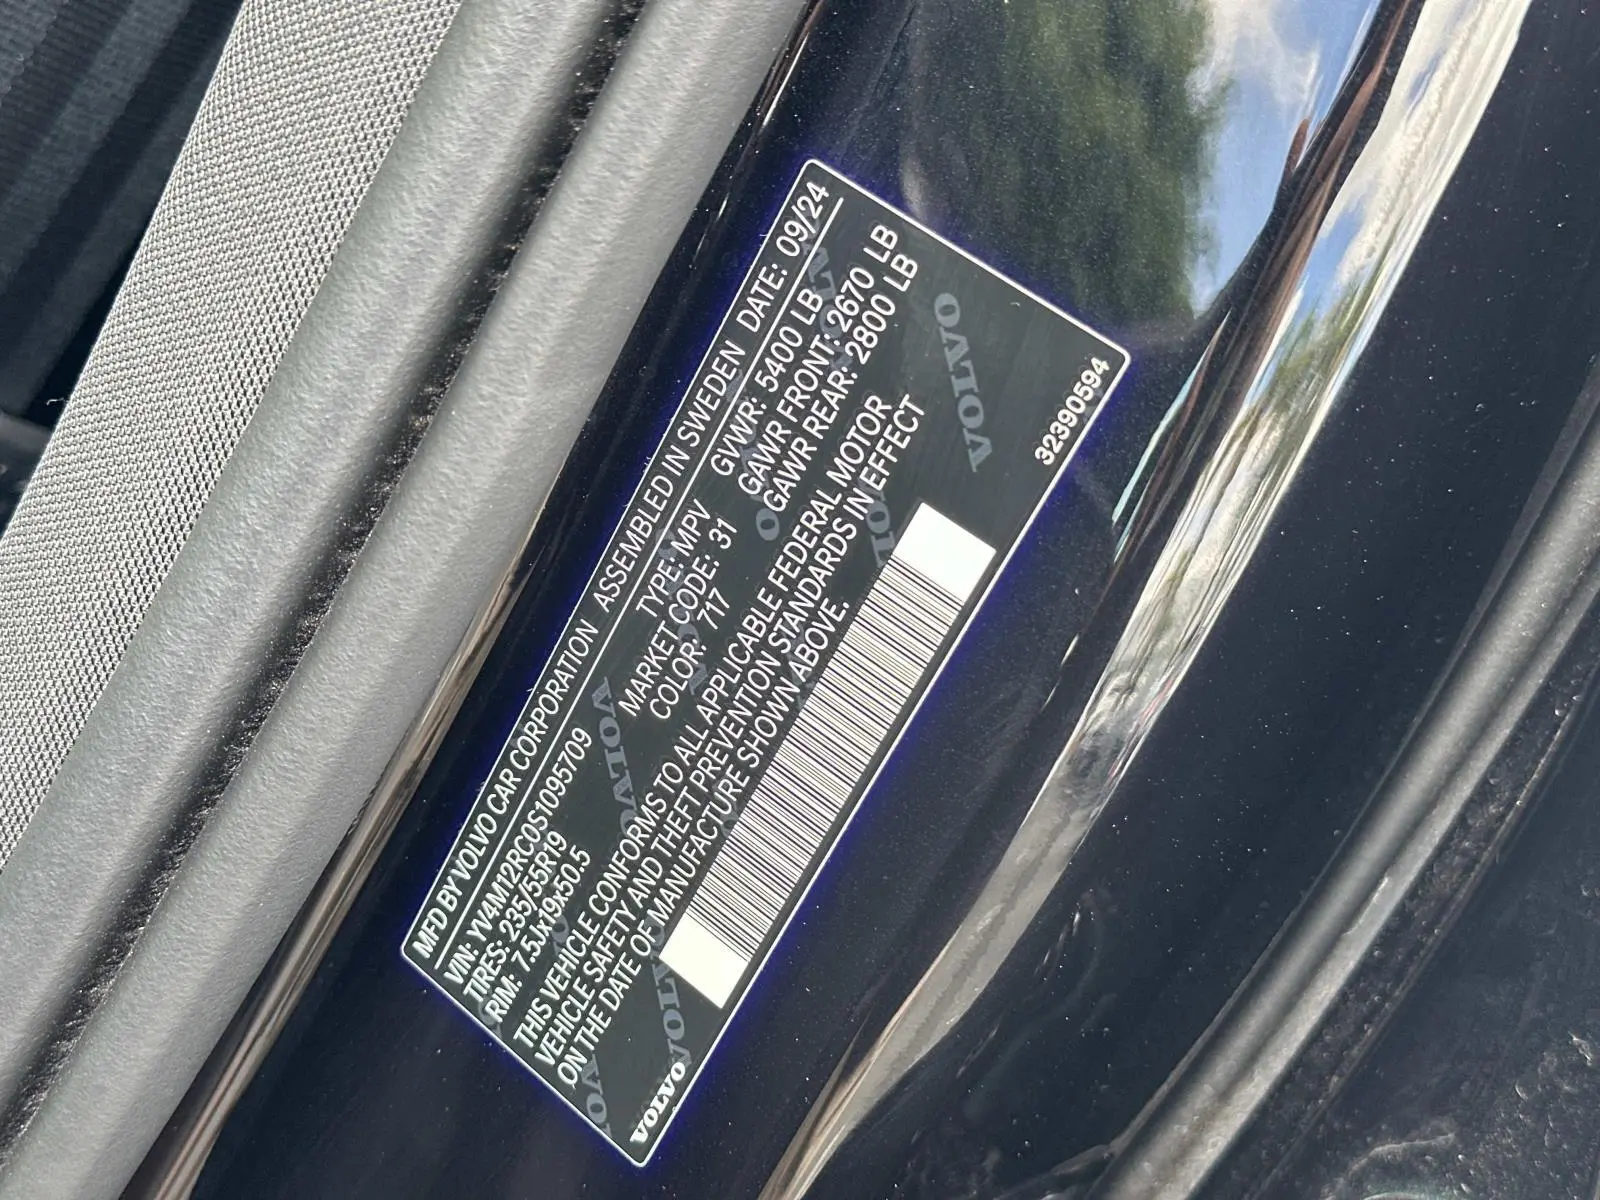 MFD BY VOLVO CAR CORPORATION ASSEMBLED IN SWEDEN DATE: 09/24
VIN: YV4M12RC0S1095709 TYPE: MPV GVWR: 5400 LB
TIRES: 235/55R19 MARKET CODE: 31 GAWR FRONT: 2670 LB
RIM: 7.5Jx19x50.5 COLOR: 717 GAWR REAR: 2800 LB
THIS VEHICLE CONFORMS TO ALL APPLICABLE FEDERAL MOTOR
VEHICLE SAFETY AND THEFT PREVENTION STANDARDS IN EFFECT
ON THE DATE OF MANUFACTURE SHOWN ABOVE.
VOLVO 32390594